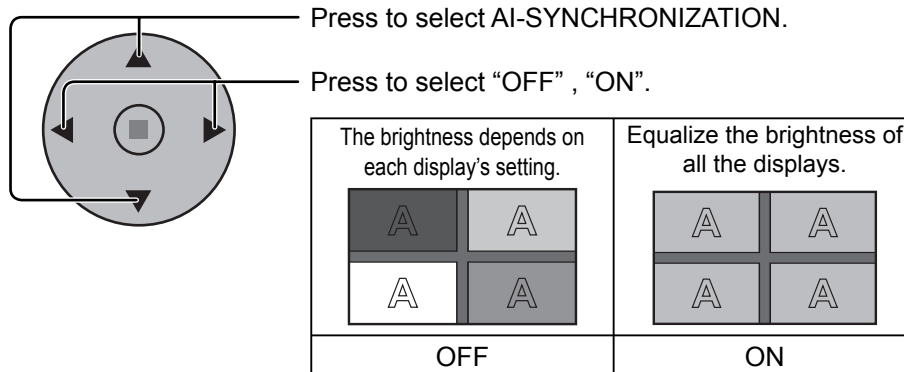 Press to select AI-SYNCHRONIZATION.
Press to select “OFF” , “ON”.
The brightness depends on
each display’s setting.
Equalize the brightness of
all the displays.
A A
A A
A A
A A
OFF
ON